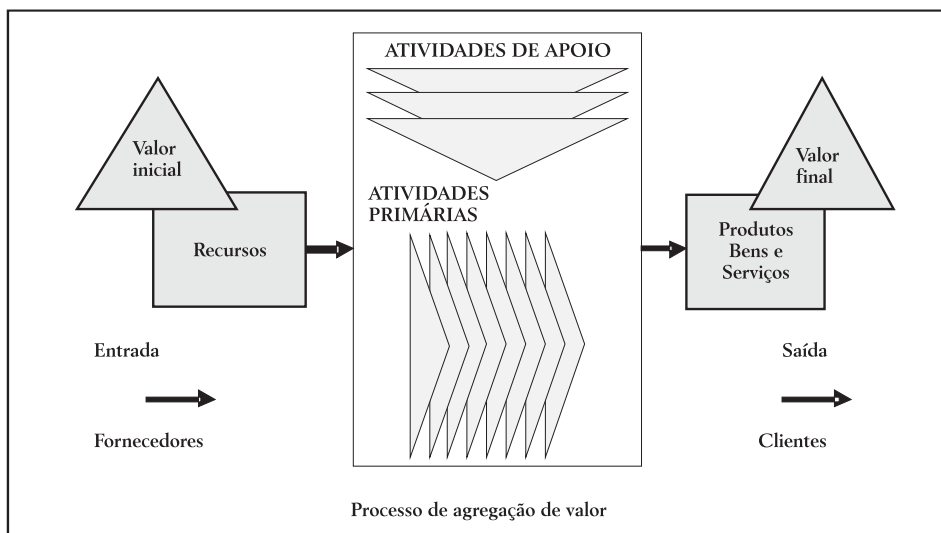 ATIVIDADES DE APOIO
Valor
inicial
Recursos
ATIVIDADES
PRIMÁRIAS
Valor
final
Produtos
Bens e
Serviços
Entrada
Fornecedores
Saída
Clientes
Processo de agregação de valor